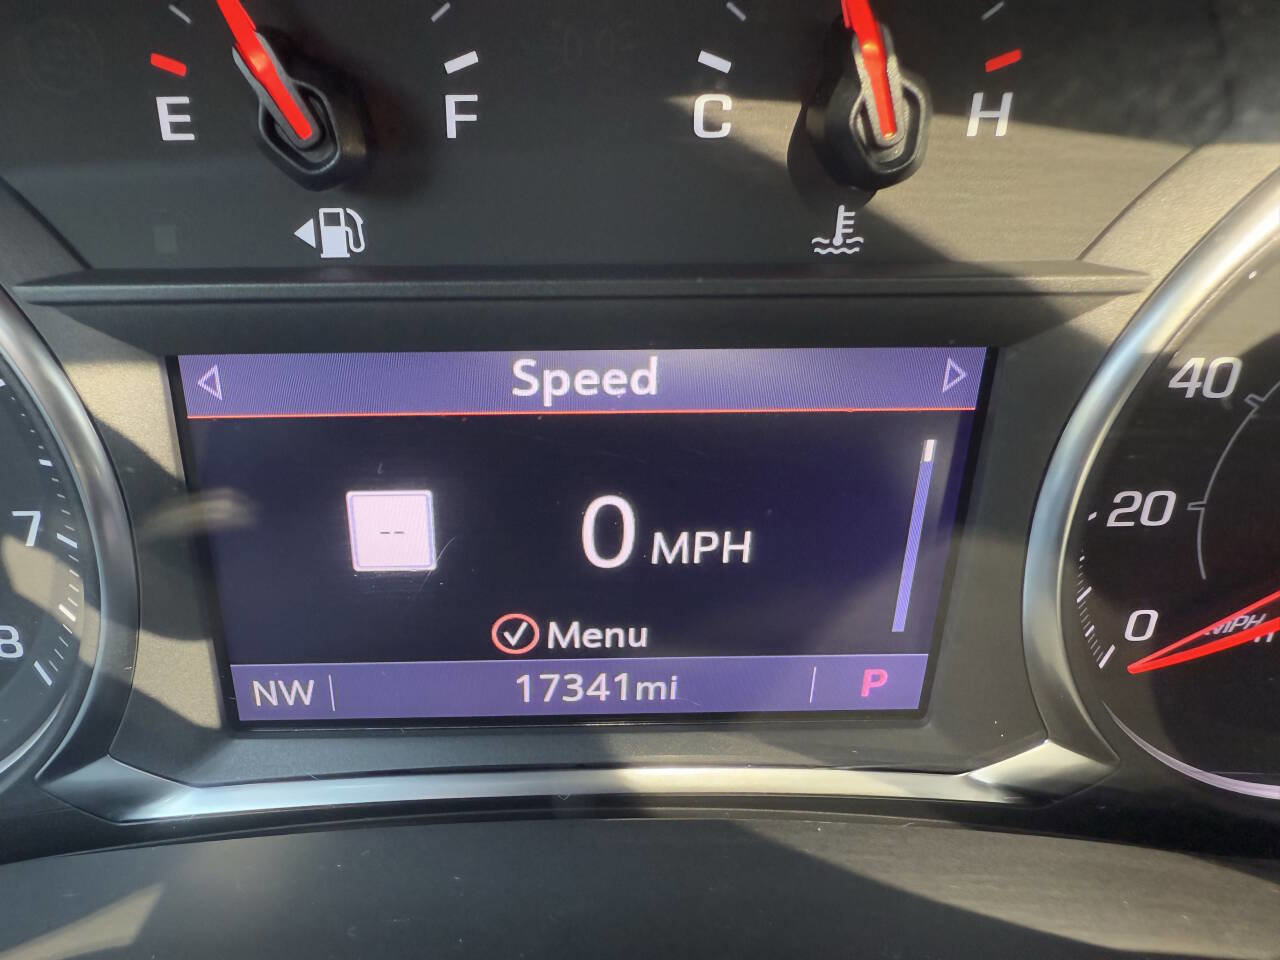 E F C H
Speed
40
20
7
--
0 MPH
0
MPH
8
Menu
NW
17341mi
P